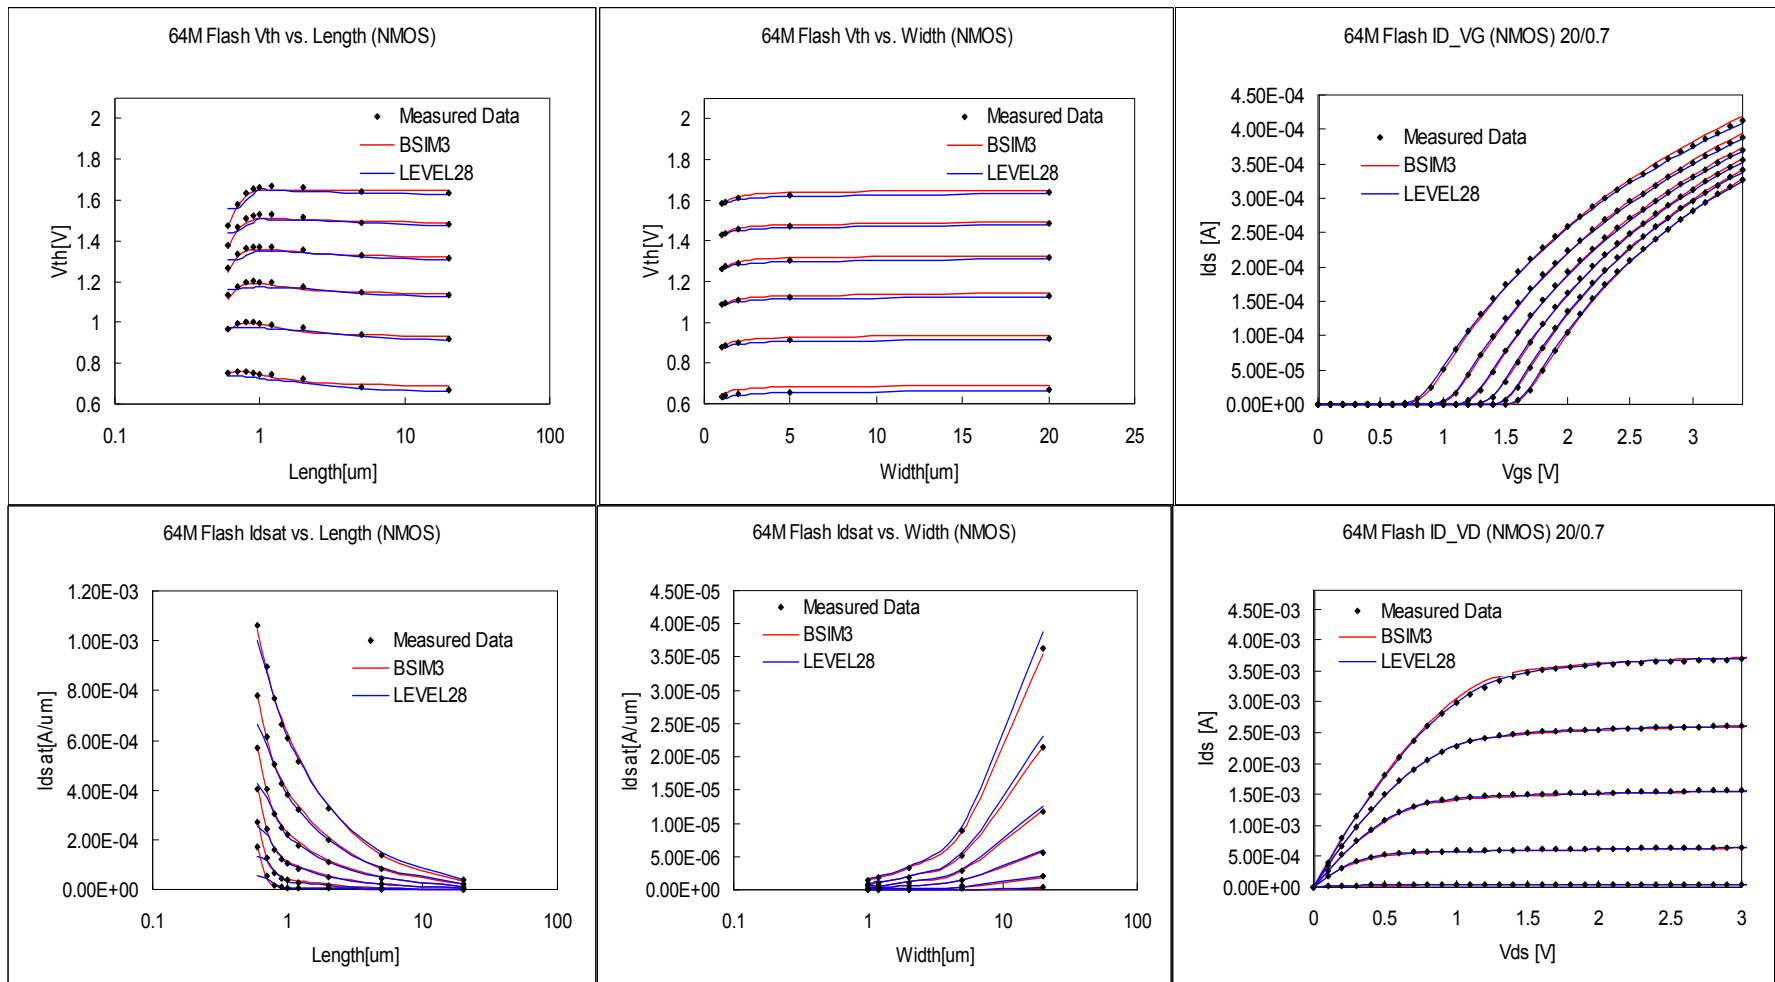 64M Flash Vth vs. Length (NMOS)
Measured Data
BSIM3
LEVEL28
2
1.8
1.6
1.4
1.2
1
0.8
0.6
Vth[V]
0.1
1
10
100
Length[um]
64M Flash Vth vs. Width (NMOS)
Measured Data
BSIM3
LEVEL28
2
1.8
1.6
1.4
1.2
1
0.8
0.6
Vth[V]
0
5
10
15
20
25
Width[um]
64M Flash ID_VG (NMOS) 20/0.7
Measured Data
BSIM3
LEVEL28
4.50E-04
4.00E-04
3.50E-04
3.00E-04
2.50E-04
2.00E-04
1.50E-04
1.00E-04
5.00E-05
0.00E+00
Ids [A]
0
0.5
1
1.5
2
2.5
3
Vgs [V]
64M Flash Idsat vs. Length (NMOS)
Measured Data
BSIM3
LEVEL28
1.20E-03
1.00E-03
8.00E-04
6.00E-04
4.00E-04
2.00E-04
0.00E+00
Idsat[A/um]
0.1
1
10
100
Length[um]
64M Flash Idsat vs. Width (NMOS)
Measured Data
BSIM3
LEVEL28
4.50E-05
4.00E-05
3.50E-05
3.00E-05
2.50E-05
2.00E-05
1.50E-05
1.00E-05
5.00E-06
0.00E+00
Idsat[A/um]
0.1
1
10
100
Width[um]
64M Flash ID_VD (NMOS) 20/0.7
Measured Data
BSIM3
LEVEL28
4.50E-03
4.00E-03
3.50E-03
3.00E-03
2.50E-03
2.00E-03
1.50E-03
1.00E-03
5.00E-04
0.00E+00
Ids [A]
0
0.5
1
1.5
2
2.5
3
Vds [V]